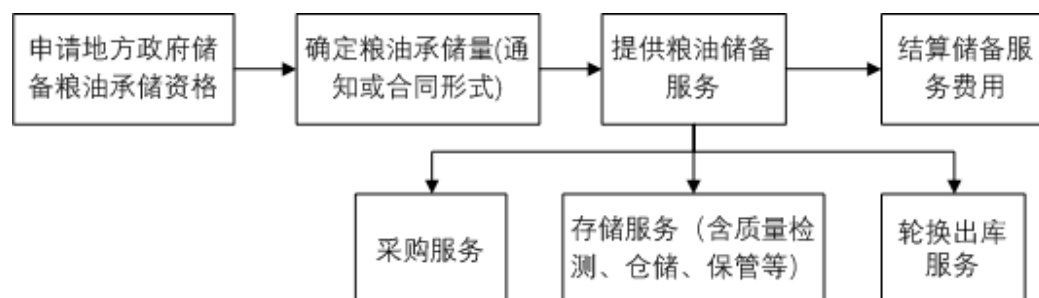 申请地方政府储
备粮油承储资格
确定粮油承储量(通
知或合同形式)
提供粮油储备
服务
结算储备服
务费用
采购服务
存储服务（含质量检
测、仓储、保管等）
轮换出库
服务